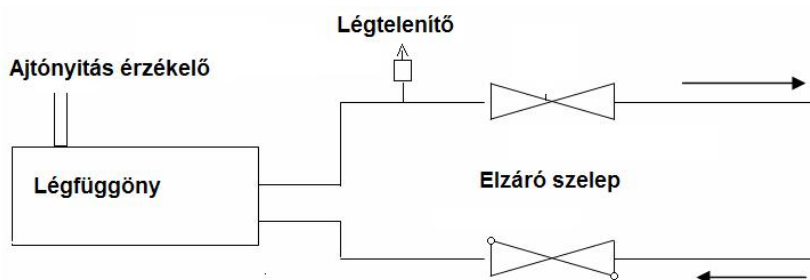 Légtelenítő
Ajtónyitás érzékelő
Légfüggöny
Elzáró szelep